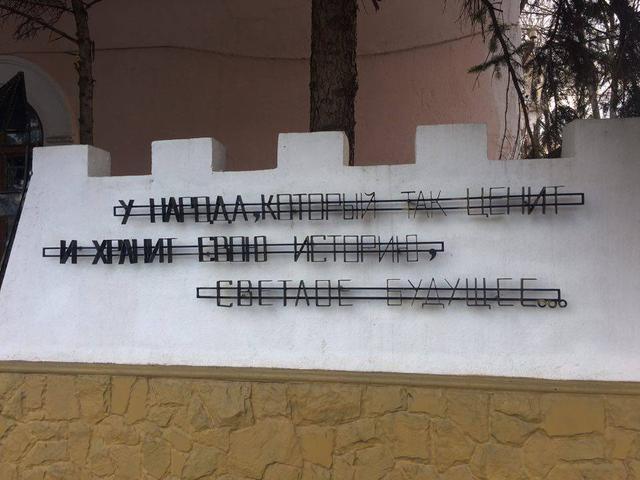 У НАРОДА, КОТОРЫЙ ТАК ЦЕНИТ
И ХРАНИТ СВОЮ ИСТОРИЮ,
СВЕТЛОЕ БУДУЩЕЕ...